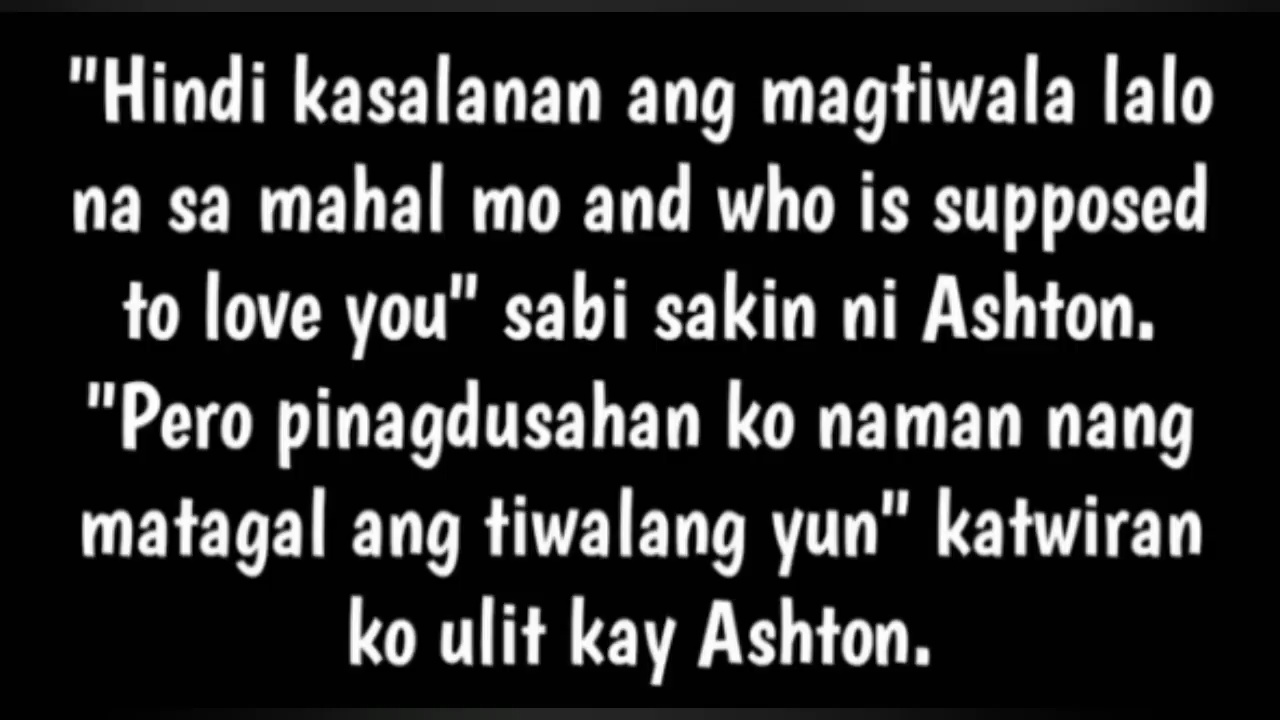 "Hindi kasalanan ang magtiwala lalo
na sa mahal mo and who is supposed
to love you" sabi sakin ni Ashton.
"Pero pinagdusahan ko naman nang
matagal ang tiwalang yun" katwiran
ko ulit kay Ashton.